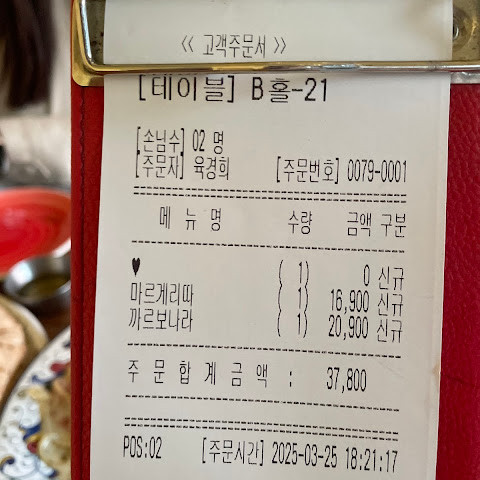 << 고객주문서 >>
[테이블] B홀-21
[손님수] 02 명
[주문자] 육경희 [주문번호] 0079-0001
메 뉴 명 수량 금액 구분
♥ ( 1) 0 신규
마르게리따 ( 1) 16,900 신규
까르보나라 ( 1) 20,900 신규
주 문 합 계 금 액 : 37,800
POS:02 [주문시간] 2025-03-25 18:21:17